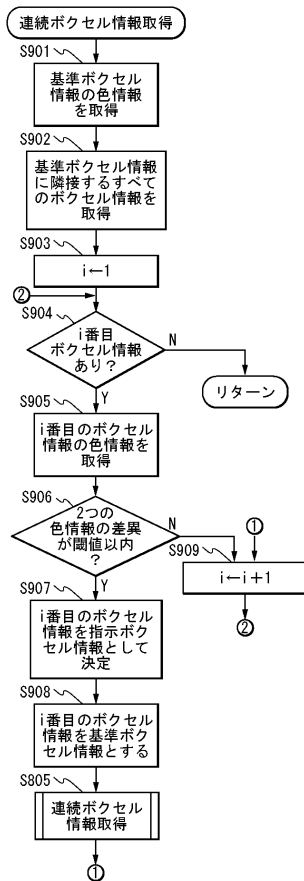 連続ボクセル情報取得
S901
基準ボクセル
情報の色情報
を取得
S902
基準ボクセル情報
に隣接するすべて
のボクセル情報を
取得
S903
i←1
②
S904
i番目
ボクセル情報
あり?
N
リターン
Y
S905
i番目のボクセル
情報の色情報を
取得
S906
2つの
色情報の差異
が閾値以内
?
N
①
S909
i←i+1
②
Y
S907
i番目のボクセル
情報を指示ボク
セル情報として
決定
S908
i番目のボクセル
情報を基準ボク
セル情報とする
S805
連続ボクセル
情報取得
①